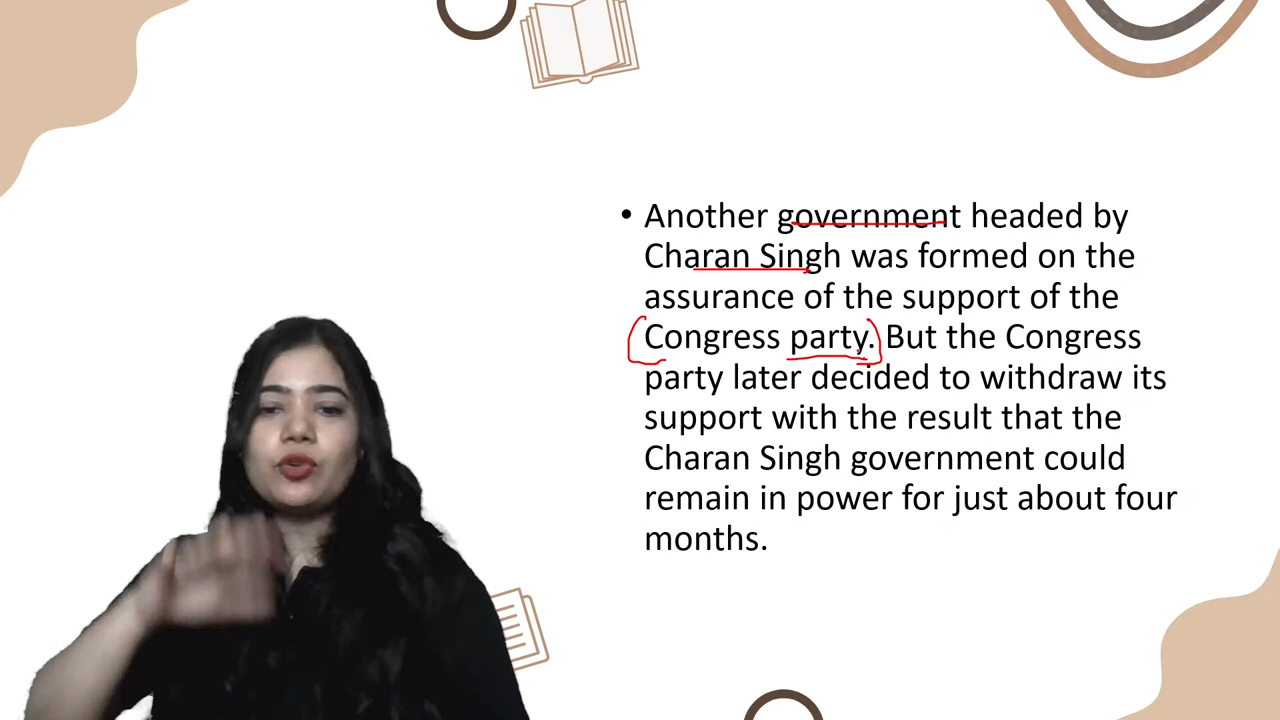 • Another government headed by
Charan Singh was formed on the
assurance of the support of the
Congress party. But the Congress
party later decided to withdraw its
support with the result that the
Charan Singh government could
remain in power for just about four
months.